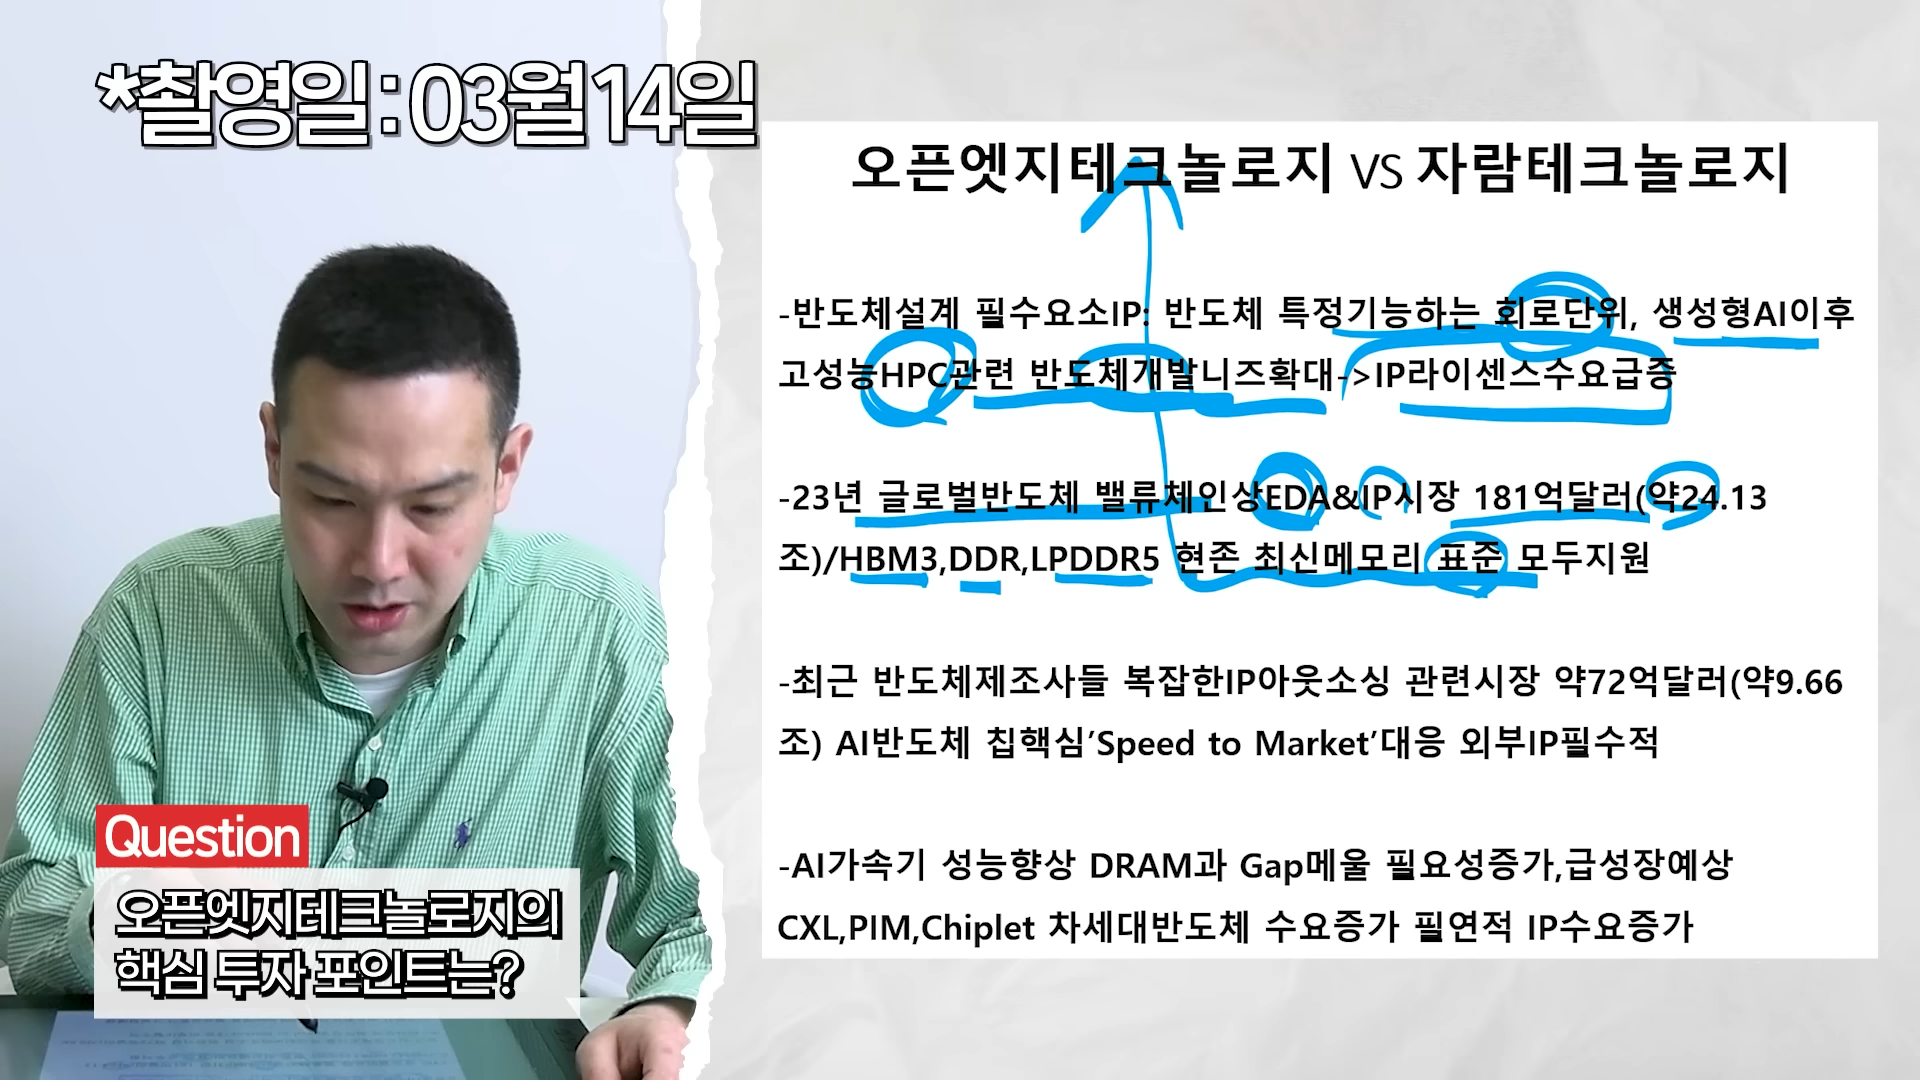 *촬영일:03월14일
오픈엣지테크놀로지 VS 자람테크놀로지
-반도체설계 필수요소IP: 반도체 특정기능하는 회로단위, 생성형AI이후
고성능HPC관련 반도체개발니즈확대->IP라이센스수요급증
-23년 글로벌반도체 밸류체인상EDA&IP시장 181억달러(약24.13
조)/HBM3,DDR,LPDDR5 현존 최신메모리 표준 모두지원
-최근 반도체제조사들 복잡한IP아웃소싱 관련시장 약72억달러(약9.66
조) AI반도체 칩핵심'Speed to Market'대응 외부IP필수적
-AI가속기 성능향상 DRAM과 Gap메울 필요성증가,급성장예상
CXL,PIM,Chiplet 차세대반도체 수요증가 필연적 IP수요증가
Question
오픈엣지테크놀로지의
핵심 투자 포인트는?